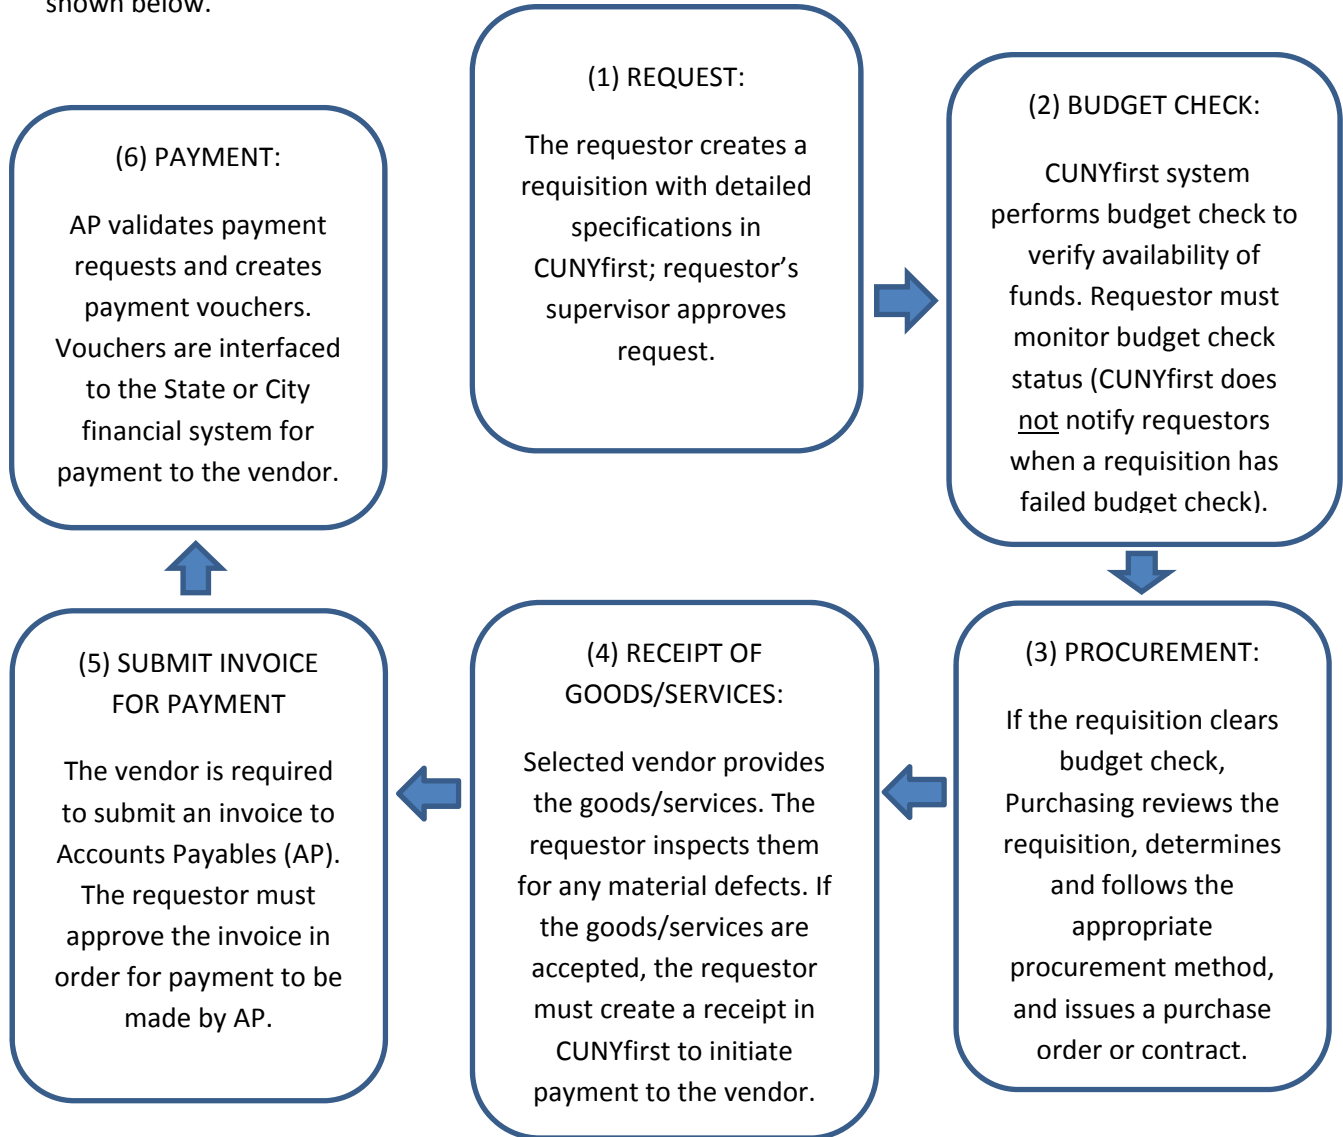 shown below.
(1) REQUEST:
The requestor creates a
requisition with detailed
specifications in
CUNYfirst; requestor’s
supervisor approves
request.
(2) BUDGET CHECK:
CUNYfirst system
performs budget check to
verify availability of
funds. Requestor must
monitor budget check
status (CUNYfirst does
not notify requestors
when a requisition has
failed budget check).
(3) PROCUREMENT:
If the requisition clears
budget check,
Purchasing reviews the
requisition, determines
and follows the
appropriate
procurement method,
and issues a purchase
order or contract.
(4) RECEIPT OF
GOODS/SERVICES:
Selected vendor provides
the goods/services. The
requestor inspects them
for any material defects. If
the goods/services are
accepted, the requestor
must create a receipt in
CUNYfirst to initiate
payment to the vendor.
(5) SUBMIT INVOICE
FOR PAYMENT
The vendor is required
to submit an invoice to
Accounts Payables (AP).
The requestor must
approve the invoice in
order for payment to be
made by AP.
(6) PAYMENT:
AP validates payment
requests and creates
payment vouchers.
Vouchers are interfaced
to the State or City
financial system for
payment to the vendor.